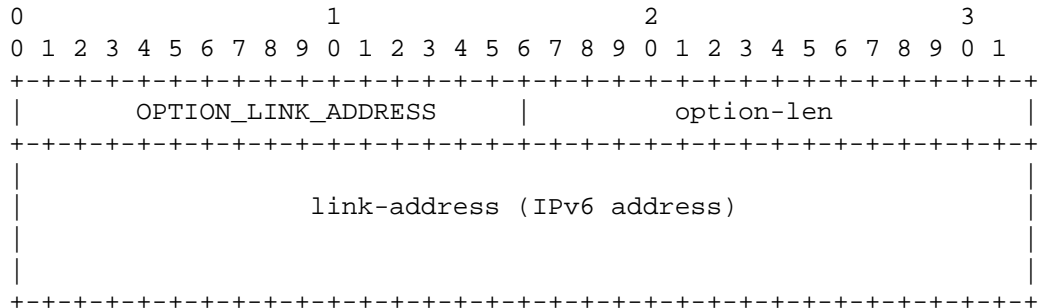 0                   1                   2                   3
0 1 2 3 4 5 6 7 8 9 0 1 2 3 4 5 6 7 8 9 0 1 2 3 4 5 6 7 8 9 0 1
+-+-+-+-+-+-+-+-+-+-+-+-+-+-+-+-+-+-+-+-+-+-+-+-+-+-+-+-+-+-+-+-+
|       OPTION_LINK_ADDRESS     |         option-len            |
+-+-+-+-+-+-+-+-+-+-+-+-+-+-+-+-+-+-+-+-+-+-+-+-+-+-+-+-+-+-+-+-+
|                                                               |
|                  link-address (IPv6 address)                  |
|                                                               |
|                                                               |
+-+-+-+-+-+-+-+-+-+-+-+-+-+-+-+-+-+-+-+-+-+-+-+-+-+-+-+-+-+-+-+-+